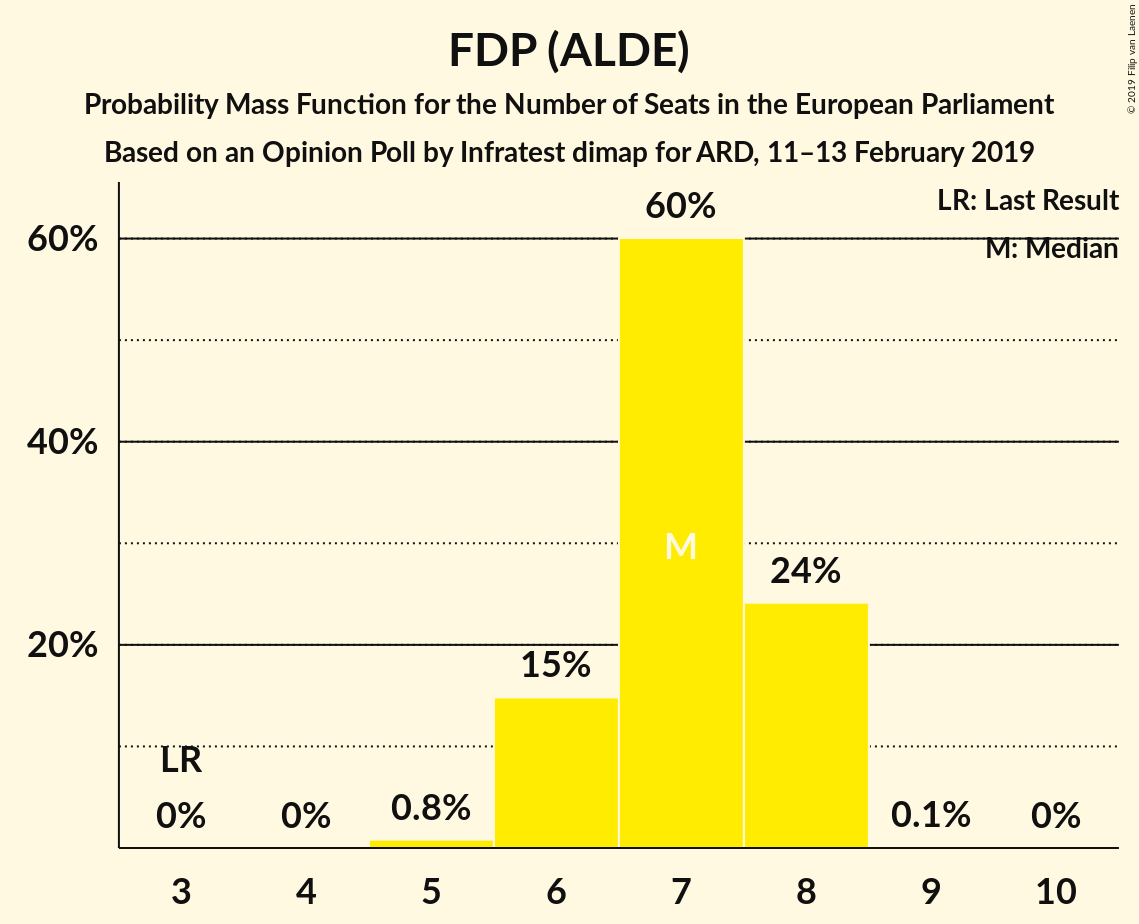 FDP (ALDE)
Probability Mass Function for the Number of Seats in the European Parliament
Based on an Opinion Poll by Infratest dimap for ARD, 11–13 February 2019
© 2019 Filip van Laenen
LR: Last Result
M: Median
60%
40%
20%
LR
0%
0%
0.8%
15%
60%
M
24%
0.1%
0%
3
4
5
6
7
8
9
10